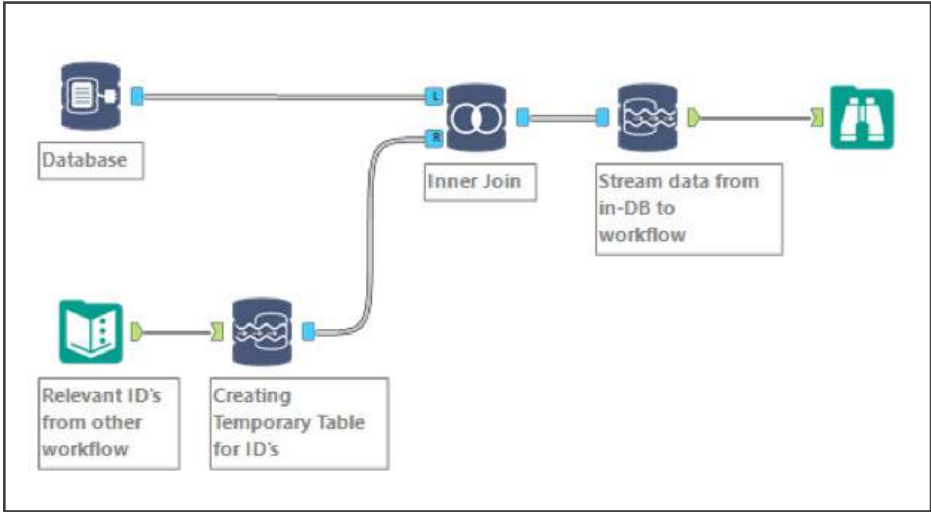 Database
L
R
Inner Join
Stream data from
in-DB to
workflow
Relevant ID's
from other
workflow
Creating
Temporary Table
for ID's